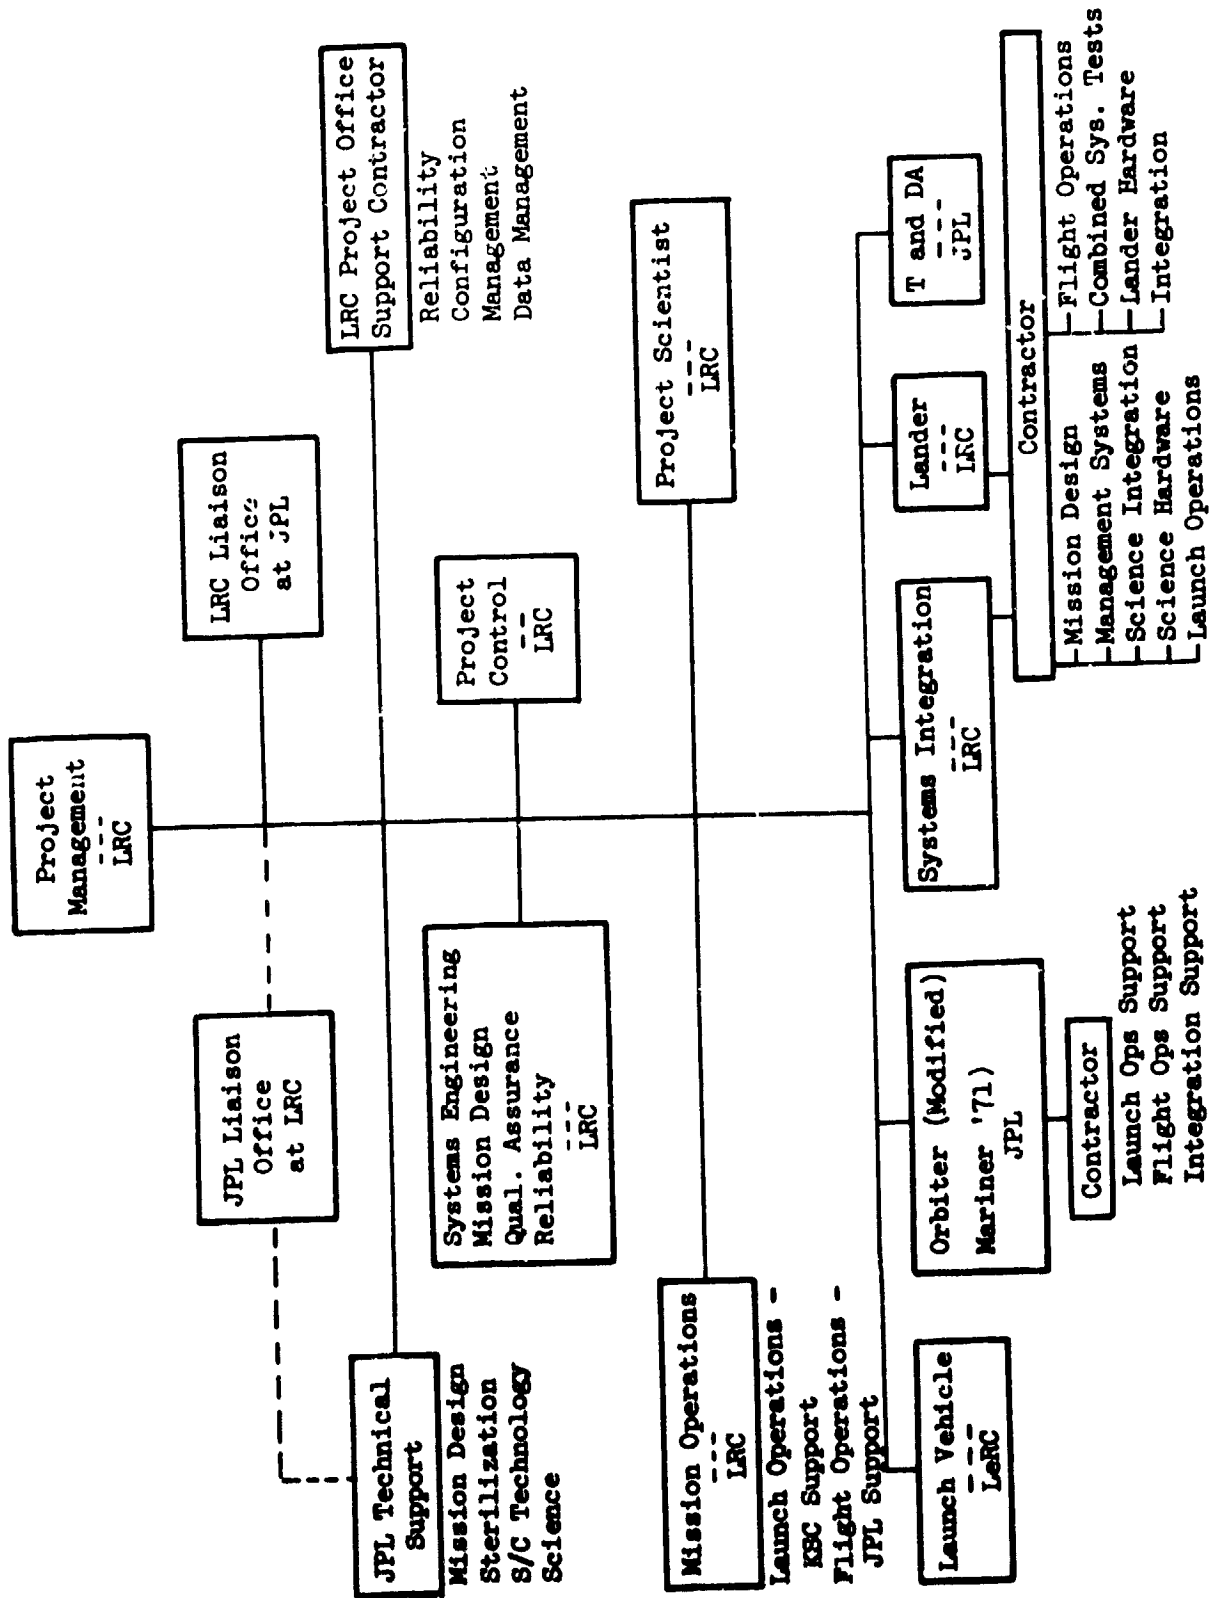 Project
Management
---
LRC
JPL Liaison
Office
at LRC
LRC Liaison
Office
at JPL
JPL Technical
Support
Mission Design
Sterilization
S/C Technology
Science
LRC Project Office
Support Contractor
Reliability
Configuration
Management
Data Management
Systems Engineering
Mission Design
Qual. Assurance
Reliability
---
LRC
Project
Control
--
LRC
Mission Operations
---
LRC
Launch Operations -
KSC Support
Flight Operations -
JPL Support
Project Scientist
---
LRC
Launch Vehicle
---
LeRC
Orbiter (Modified)
Mariner '71)
JPL
Contractor
Launch Ops Support
Flight Ops Support
Integration Support
Systems Integration
---
LRC
Lander
---
LRC
T and DA
---
JPL
Contractor
Mission Design
Management Systems
Science Integration
Science Hardware
Launch Operations
Flight Operations
Combined Sys. Tests
Lander Hardware
Integration